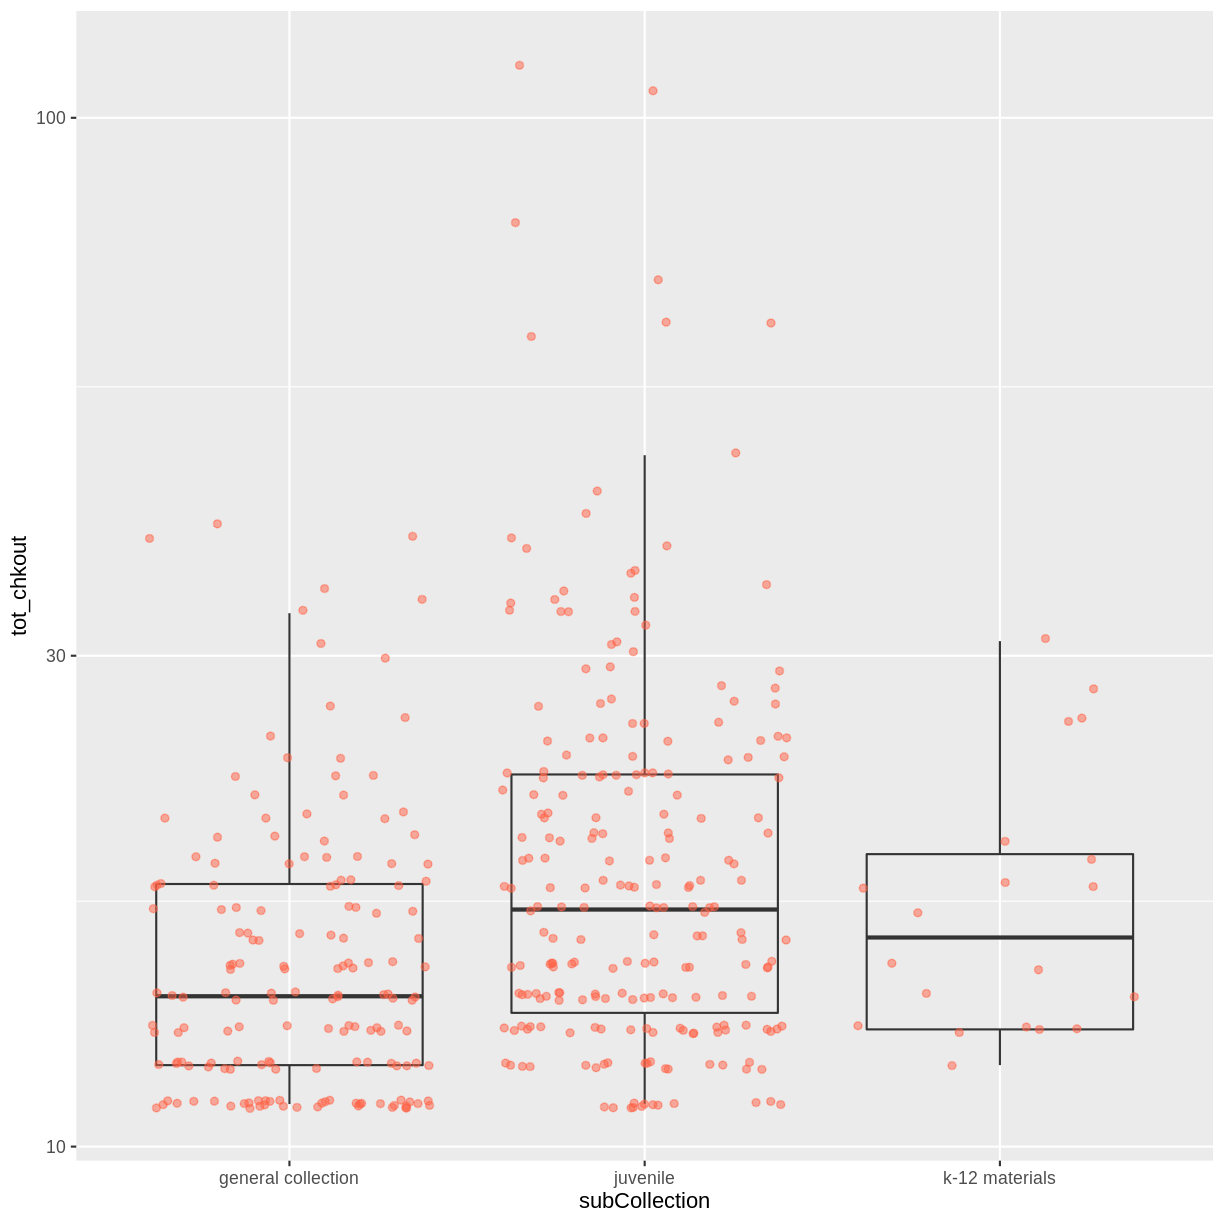 100
30
10
tot_chkout
general collection
juvenile
k-12 materials
subCollection